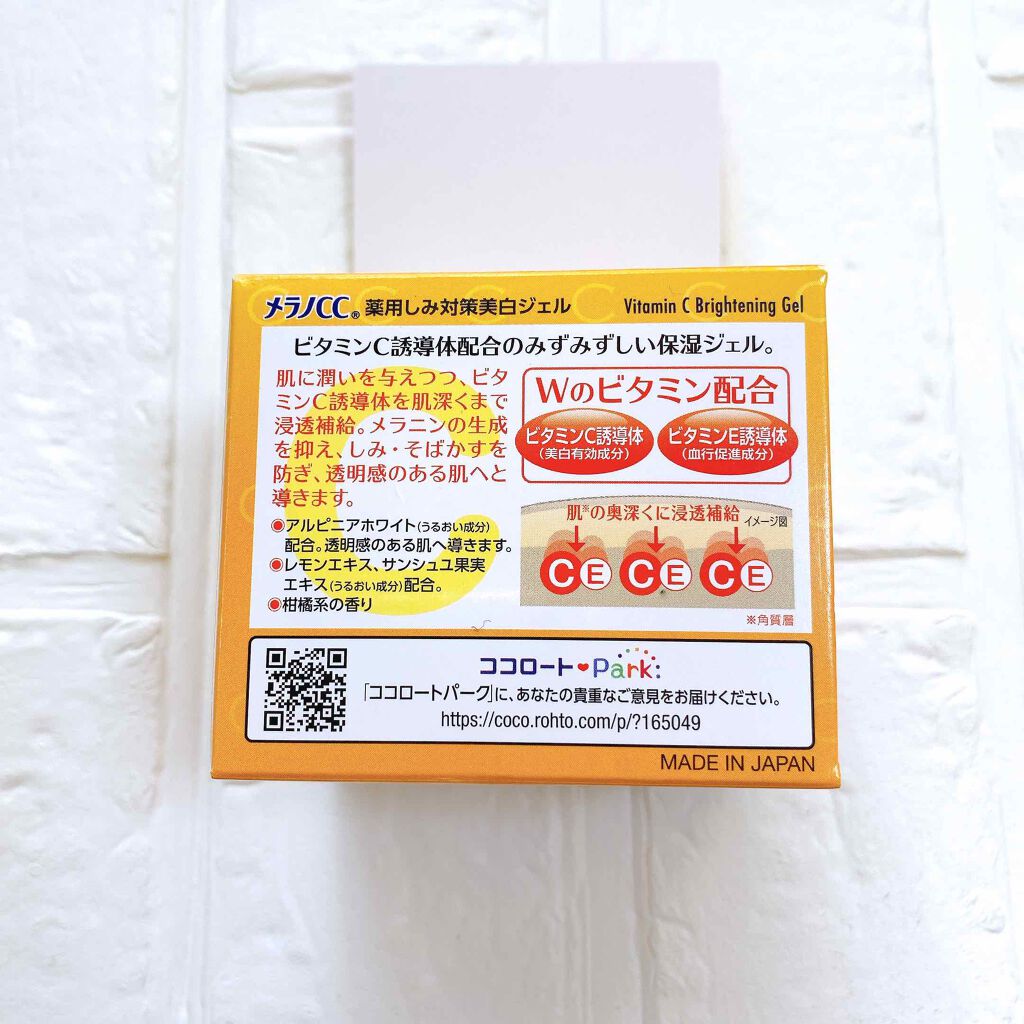 メラノCC® 薬用しみ対策美白ジェル
Vitamin C Brightening Gel
ビタミンC誘導体配合のみずみずしい保湿ジェル。
肌に潤いを与えつつ、ビタ
ミンC誘導体を肌深くまで
浸透補給。メラニンの生成
を抑え、しみ・そばかすを
防ぎ、透明感のある肌へと
導きます。
◉アルピニアホワイト(うるおい成分)
配合。透明感のある肌へ導きます。
◉レモンエキス、サンシュユ果実
エキス(うるおい成分)配合。
◉柑橘系の香り
Wのビタミン配合
ビタミンC誘導体
(美白有効成分)
ビタミンE誘導体
(血行促進成分)
肌※の奥深くに浸透補給
イメージ図
C E C E C E
※角質層
ココロート♥Park
「ココロートパーク」に、あなたの貴重なご意見をお届けください。
https://coco.rohto.com/p/?165049
MADE IN JAPAN